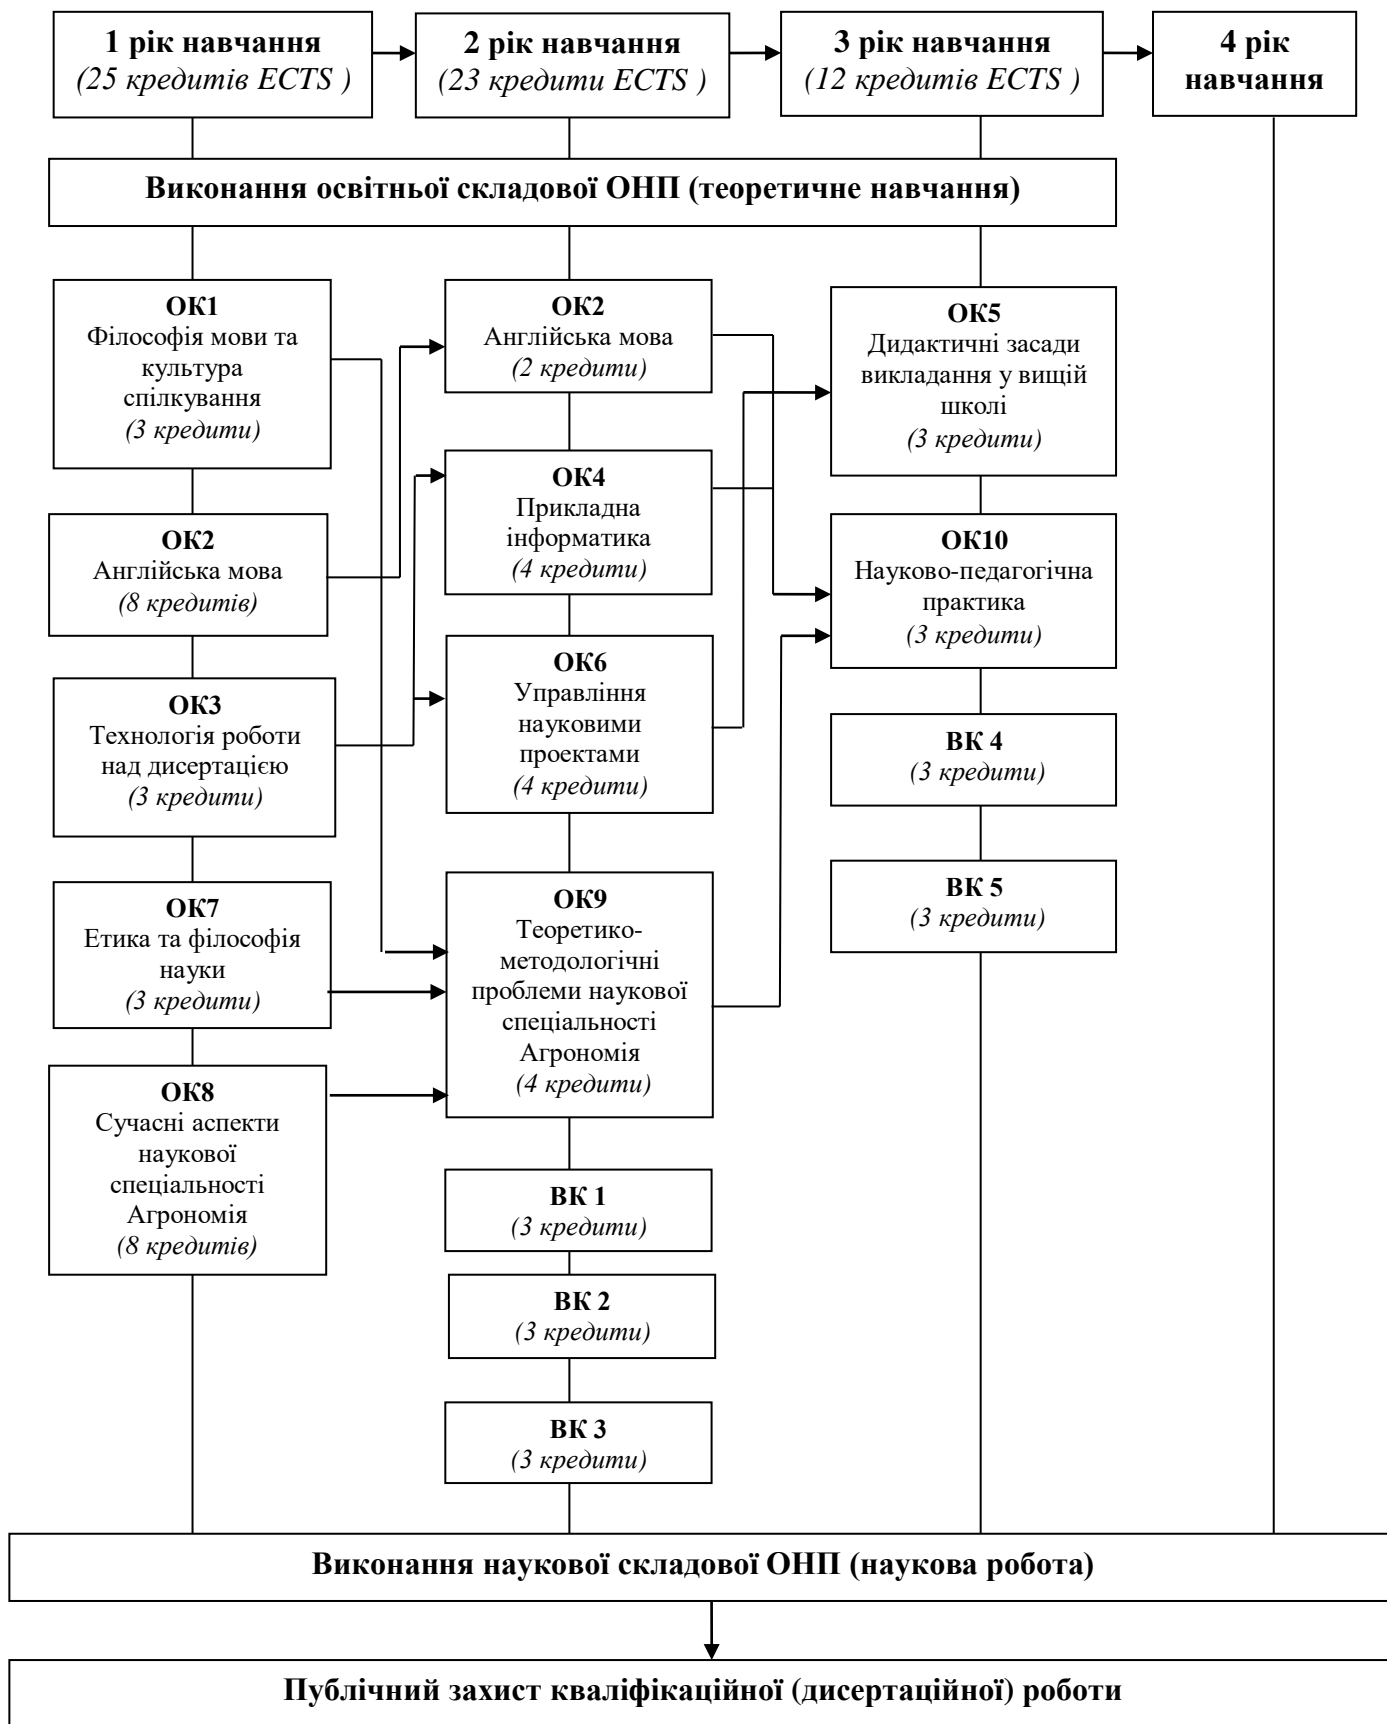 1 рік навчання
(25 кредитів ECTS )
2 рік навчання
(23 кредити ECTS )
3 рік навчання
(12 кредитів ECTS )
4 рік
навчання
Виконання освітньої складової ОНП (теоретичне навчання)
ОК1
Філософія мови та
культура
спілкування
(3 кредити)
ОК2
Англійська мова
(8 кредитів)
ОК3
Технологія роботи
над дисертацією
(3 кредити)
ОК7
Етика та філософія
науки
(3 кредити)
ОК8
Сучасні аспекти
наукової
спеціальності
Агрономія
(8 кредитів)
ОК2
Англійська мова
(2 кредити)
ОК4
Прикладна
інформатика
(4 кредити)
ОК6
Управління
науковими
проектами
(4 кредити)
ОК9
Теоретико-
методологічні
проблеми наукової
спеціальності
Агрономія
(4 кредити)
ВК 1
(3 кредити)
ВК 2
(3 кредити)
ВК 3
(3 кредити)
ОК5
Дидактичні засади
викладання у вищій
школі
(3 кредити)
ОК10
Науково-педагогічна
практика
(3 кредити)
ВК 4
(3 кредити)
ВК 5
(3 кредити)
Виконання наукової складової ОНП (наукова робота)
Публічний захист кваліфікаційної (дисертаційної) роботи